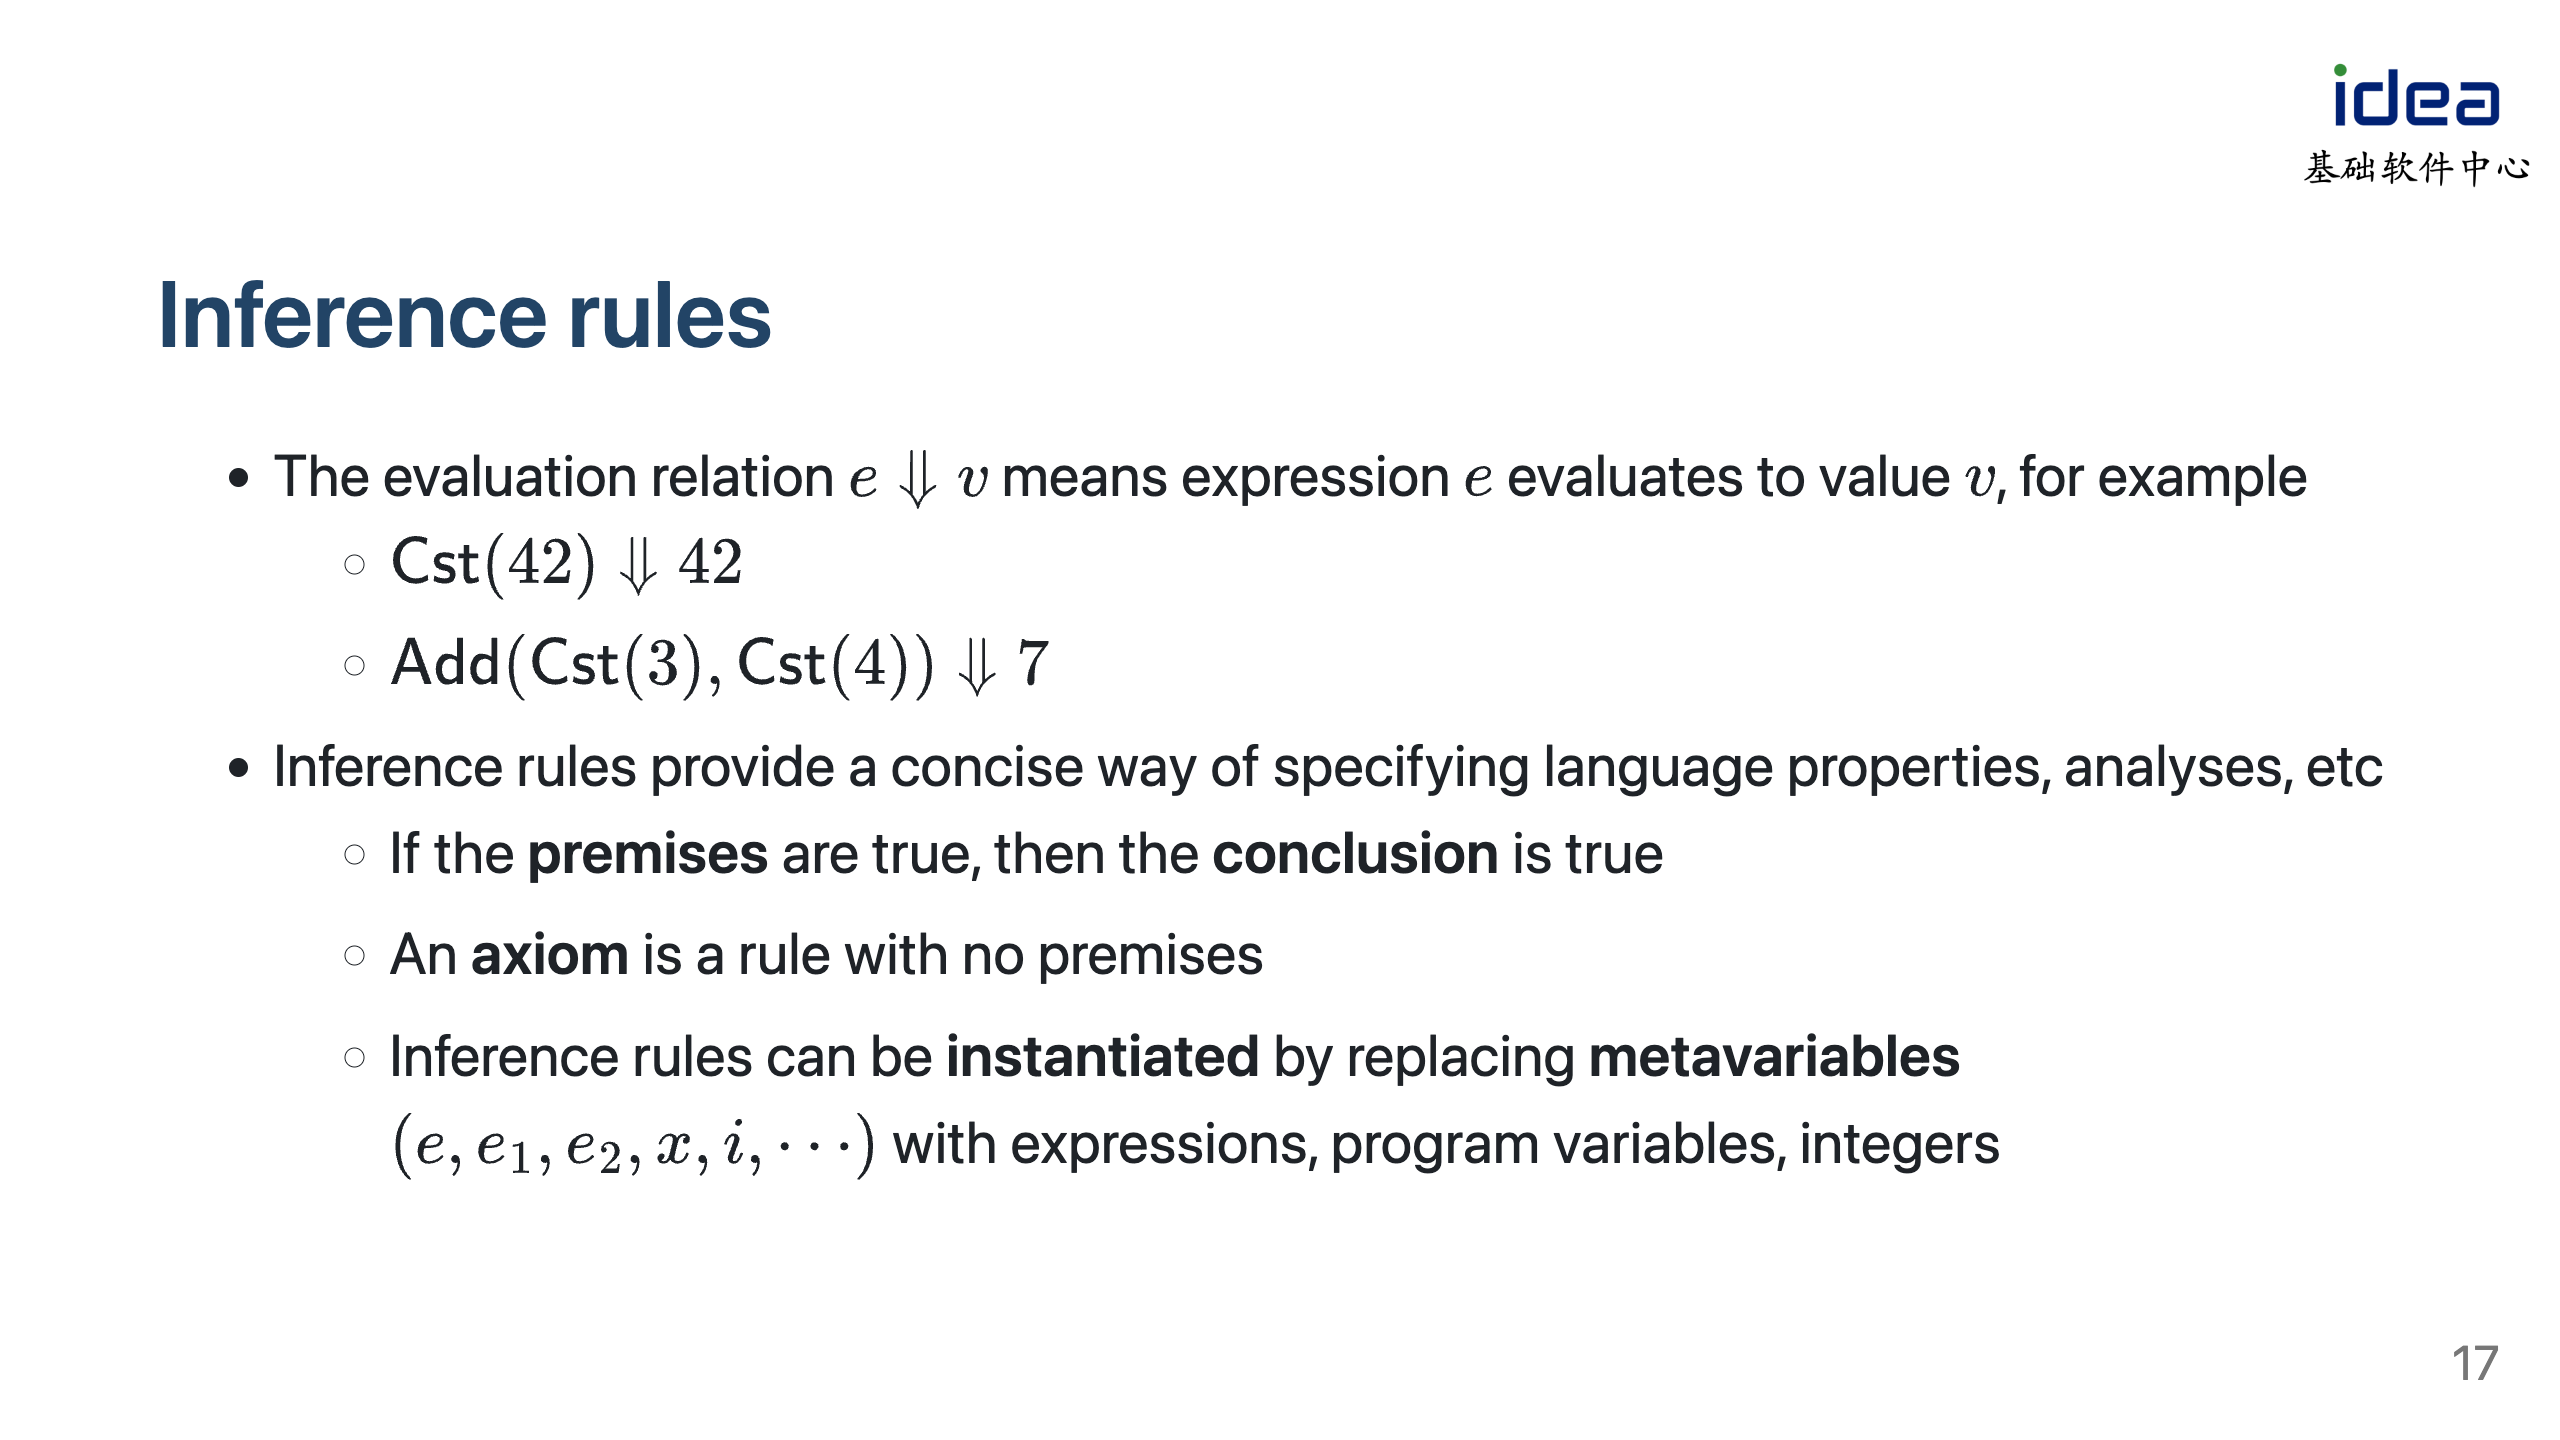 idea
基础软件中心
Inference rules
• The evaluation relation e ⇓ v means expression e evaluates to value v, for example
○ Cst(42) ⇓ 42
○ Add(Cst(3), Cst(4)) ⇓ 7
• Inference rules provide a concise way of specifying language properties, analyses, etc
○ If the premises are true, then the conclusion is true
○ An axiom is a rule with no premises
○ Inference rules can be instantiated by replacing metavariables
(e, e₁, e₂, x, i, ⋯) with expressions, program variables, integers
17